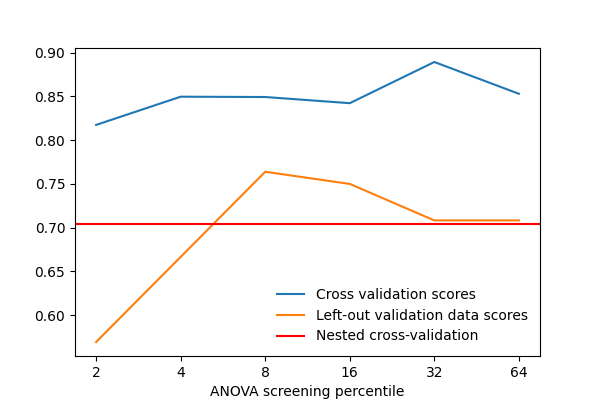 0.90
0.85
0.80
0.75
0.70
0.65
0.60
Cross validation scores
Left-out validation data scores
Nested cross-validation
2 4 8 16 32 64
ANOVA screening percentile